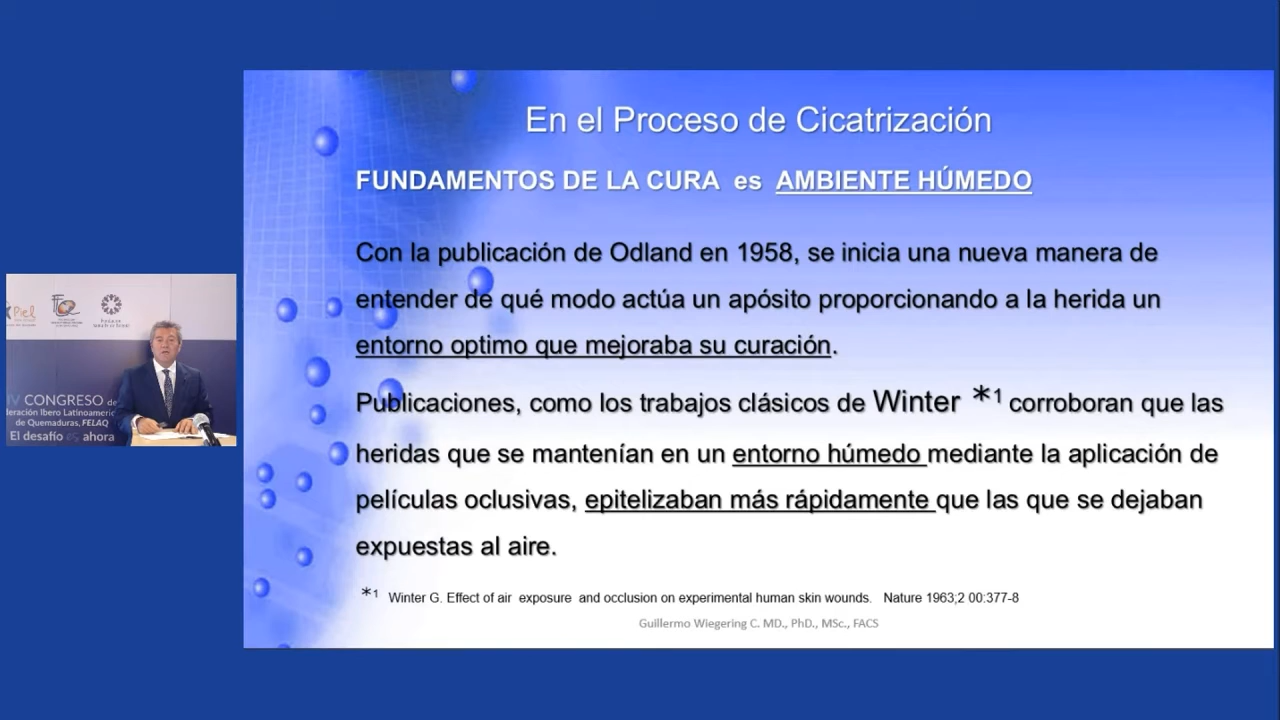 En el Proceso de Cicatrización
FUNDAMENTOS DE LA CURA es AMBIENTE HÚMEDO
Con la publicación de Odland en 1958, se inicia una nueva manera de
entender de qué modo actúa un apósito proporcionando a la herida un
entorno optimo que mejoraba su curación.
Publicaciones, como los trabajos clásicos de Winter *1 corroboran que las
heridas que se mantenían en un entorno húmedo mediante la aplicación de
películas oclusivas, epitelizaban más rápidamente que las que se dejaban
expuestas al aire.
*1 Winter G. Effect of air exposure and occlusion on experimental human skin wounds. Nature 1963;2 00:377-8
Guillermo Wiegering C. MD., PhD., MSc., FACS
Piel
IV CONGRESO de
deración Ibero Latinoameric
de Quemaduras, FELAQ
El desafío es ahora